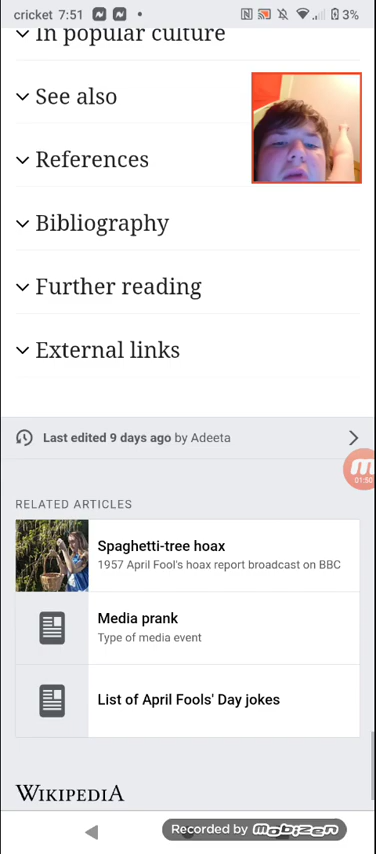 cricket 7:51 3%
In popular culture
See also
References
Bibliography
Further reading
External links
Last edited 9 days ago by Adeeta
01:50
RELATED ARTICLES
Spaghetti-tree hoax
1957 April Fool's hoax report broadcast on BBC
Media prank
Type of media event
List of April Fools' Day jokes
WIKIPEDIA
Recorded by mobizen